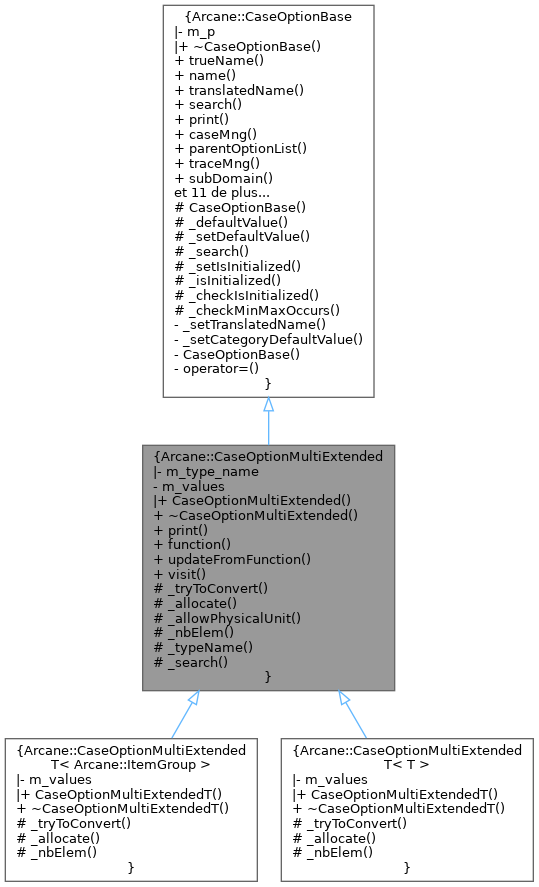 {Arcane::CaseOptionBase
|- m_p
|+ ~CaseOptionBase()
+ trueName()
+ name()
+ translatedName()
+ search()
+ print()
+ caseMng()
+ parentOptionList()
+ traceMng()
+ subDomain()
et 11 de plus...
# CaseOptionBase()
# _defaultValue()
# _setDefaultValue()
# _search()
# _setIsInitialized()
# _isInitialized()
# _checkIsInitialized()
# _checkMinMaxOccurs()
- _setTranslatedName()
- _setCategoryDefaultValue()
- CaseOptionBase()
- operator=()
}
{Arcane::CaseOptionMultiExtended
|- m_type_name
- m_values
|+ CaseOptionMultiExtended()
+ ~CaseOptionMultiExtended()
+ print()
+ function()
+ updateFromFunction()
+ visit()
# _tryToConvert()
# _allocate()
# _allowPhysicalUnit()
# _nbElem()
# _typeName()
# _search()
}
{Arcane::CaseOptionMultiExtended
T< Arcane::ItemGroup >
|- m_values
|+ CaseOptionMultiExtendedT()
+ ~CaseOptionMultiExtendedT()
# _tryToConvert()
# _allocate()
# _nbElem()
}
{Arcane::CaseOptionMultiExtended
T< T >
|- m_values
|+ CaseOptionMultiExtendedT()
+ ~CaseOptionMultiExtendedT()
# _tryToConvert()
# _allocate()
# _nbElem()
}